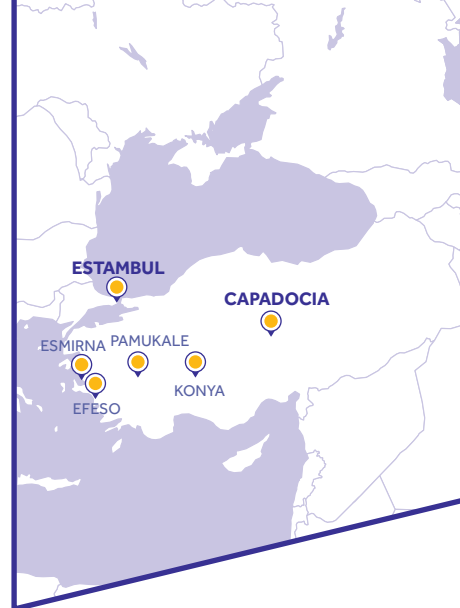 ESTAMBUL
CAPADOCIA
ESMIRNA
PAMUKALE
KONYA
EFESO